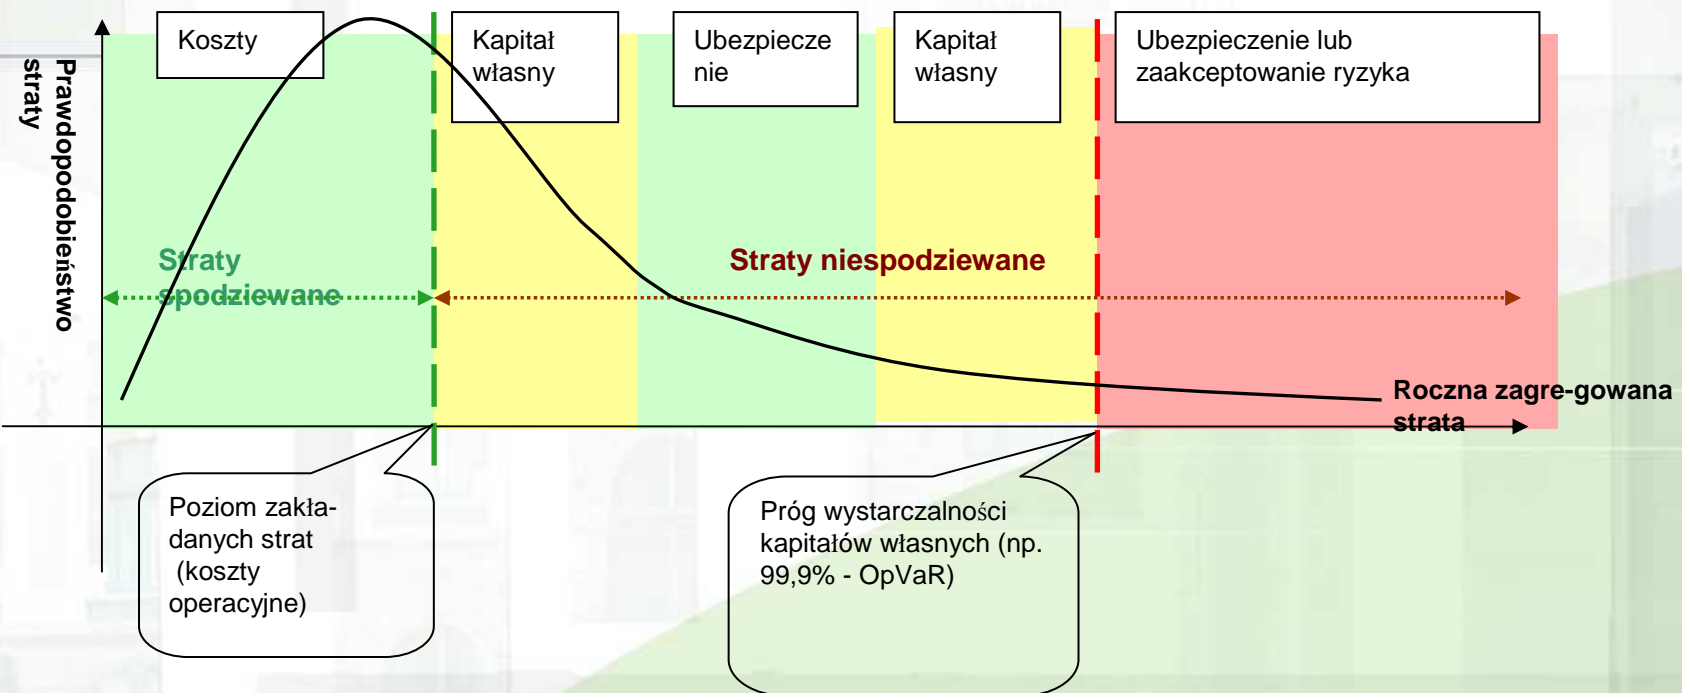 Koszty
Kapitał
własny
Ubezpiecze
nie
Kapitał
własny
Ubezpieczenie lub
zaakceptowanie ryzyka
Prawdopodobieństwo
straty
Straty
spodziewane
Straty niespodziewane
Roczna zagre-gowana
strata
Poziom zakła-
danych strat
(koszty
operacyjne)
Próg wystarczalności
kapitałów własnych (np.
99,9% - OpVaR)